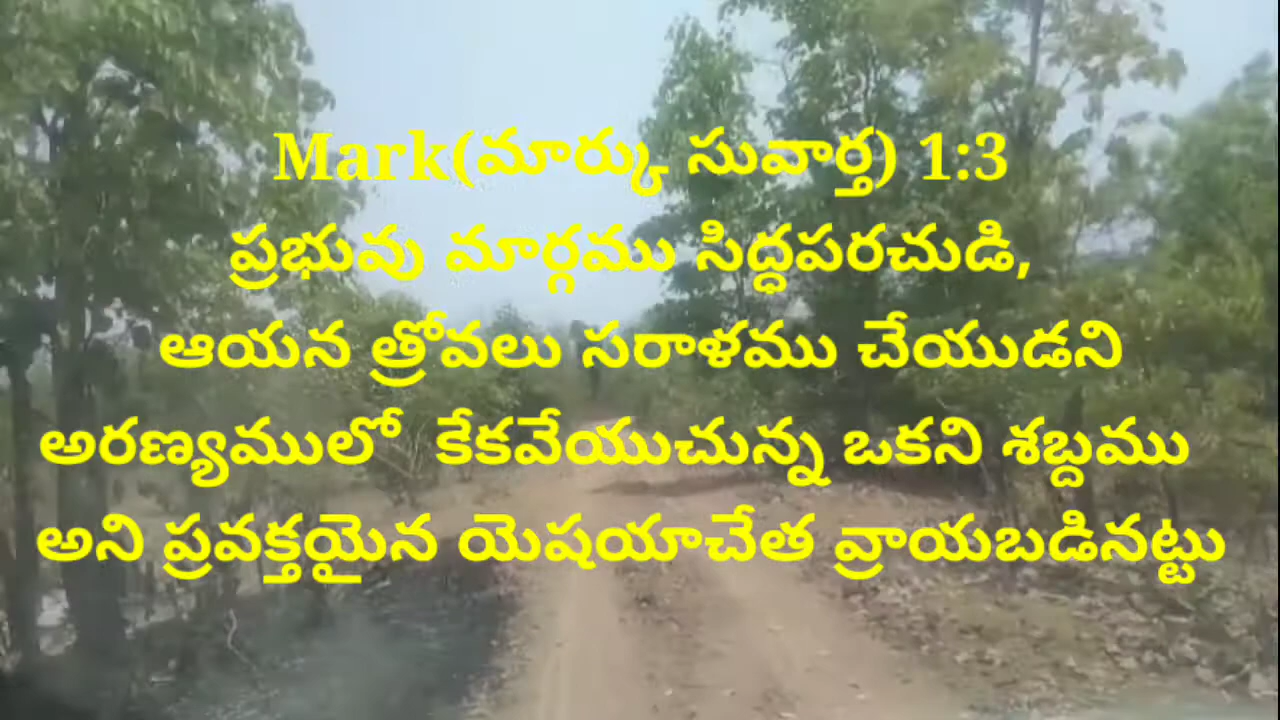 Mark(మార్కు సువార్త) 1:3
ప్రభువు మార్గము సిద్ధపరచుడి,
ఆయన త్రోవలు సరాళము చేయుడని
అరణ్యములో కేకవేయుచున్న ఒకని శబ్దము
అని ప్రవక్తయైన యెషయాచేత వ్రాయబడినట్టు